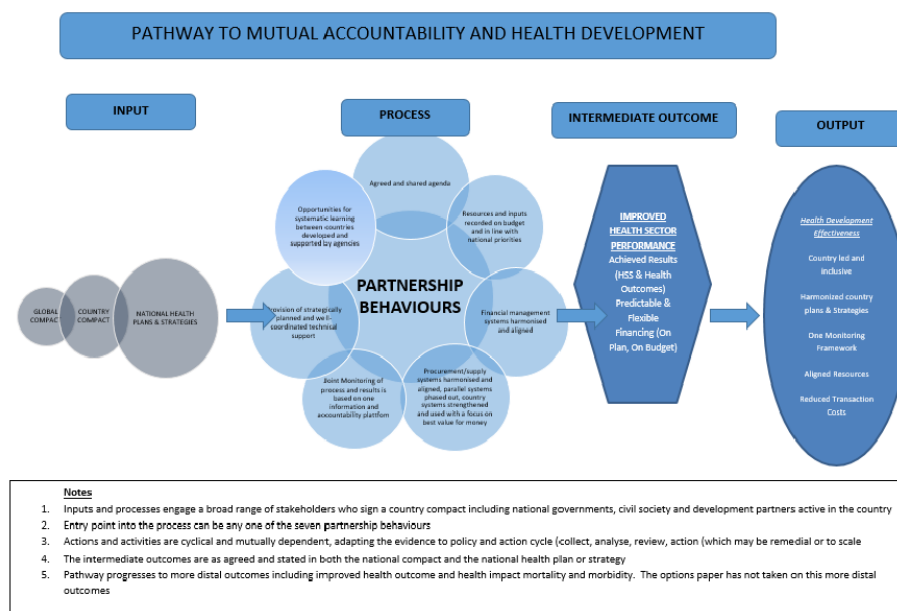 PATHWAY TO MUTUAL ACCOUNTABILITY AND HEALTH DEVELOPMENT
INPUT
PROCESS
INTERMEDIATE OUTCOME
OUTPUT
GLOBAL
COMPACT
COUNTRY
COMPACT
NATIONAL HEALTH
PLANS & STRATEGIES
PARTNERSHIP
BEHAVIOURS
Agreed and shared agenda
Resources and inputs
recorded on budget
and in line with
national priorities
Financial management
systems harmonised
and aligned
Procurement/supply
systems harmonised and
aligned, parallel systems
phased out, country
systems strengthened
and used with a focus on
best value for money
Joint Monitoring of
process and results is
based on one
information and
accountability platform
rovision of strategically
planned and well-
coordinated technical
support
Opportunities for
systematic learning
between countries
developed and
supported by agencies
IMPROVED
HEALTH SECTOR
PERFORMANCE
Achieved Results
(HSS & Health
Outcomes)
Predictable &
Flexible
Financing (On
Plan, On Budget)
Health Development
Effectiveness
Country led and
inclusive
Harmonized country
plans & Strategies
One Monitoring
Framework
Aligned Resources
Reduced Transaction
Costs
Notes
1. Inputs and processes engage a broad range of stakeholders who sign a country compact including national governments, civil society and development partners active in the country
2. Entry point into the process can be any one of the seven partnership behaviours
3. Actions and activities are cyclical and mutually dependent, adapting the evidence to policy and action cycle (collect, analyse, review, action (which may be remedial or to scale
4. The intermediate outcomes are as agreed and stated in both the national compact and the national health plan or strategy
5. Pathway progresses to more distal outcomes including improved health outcome and health impact mortality and morbidity. The options paper has not taken on this more distal
outcomes